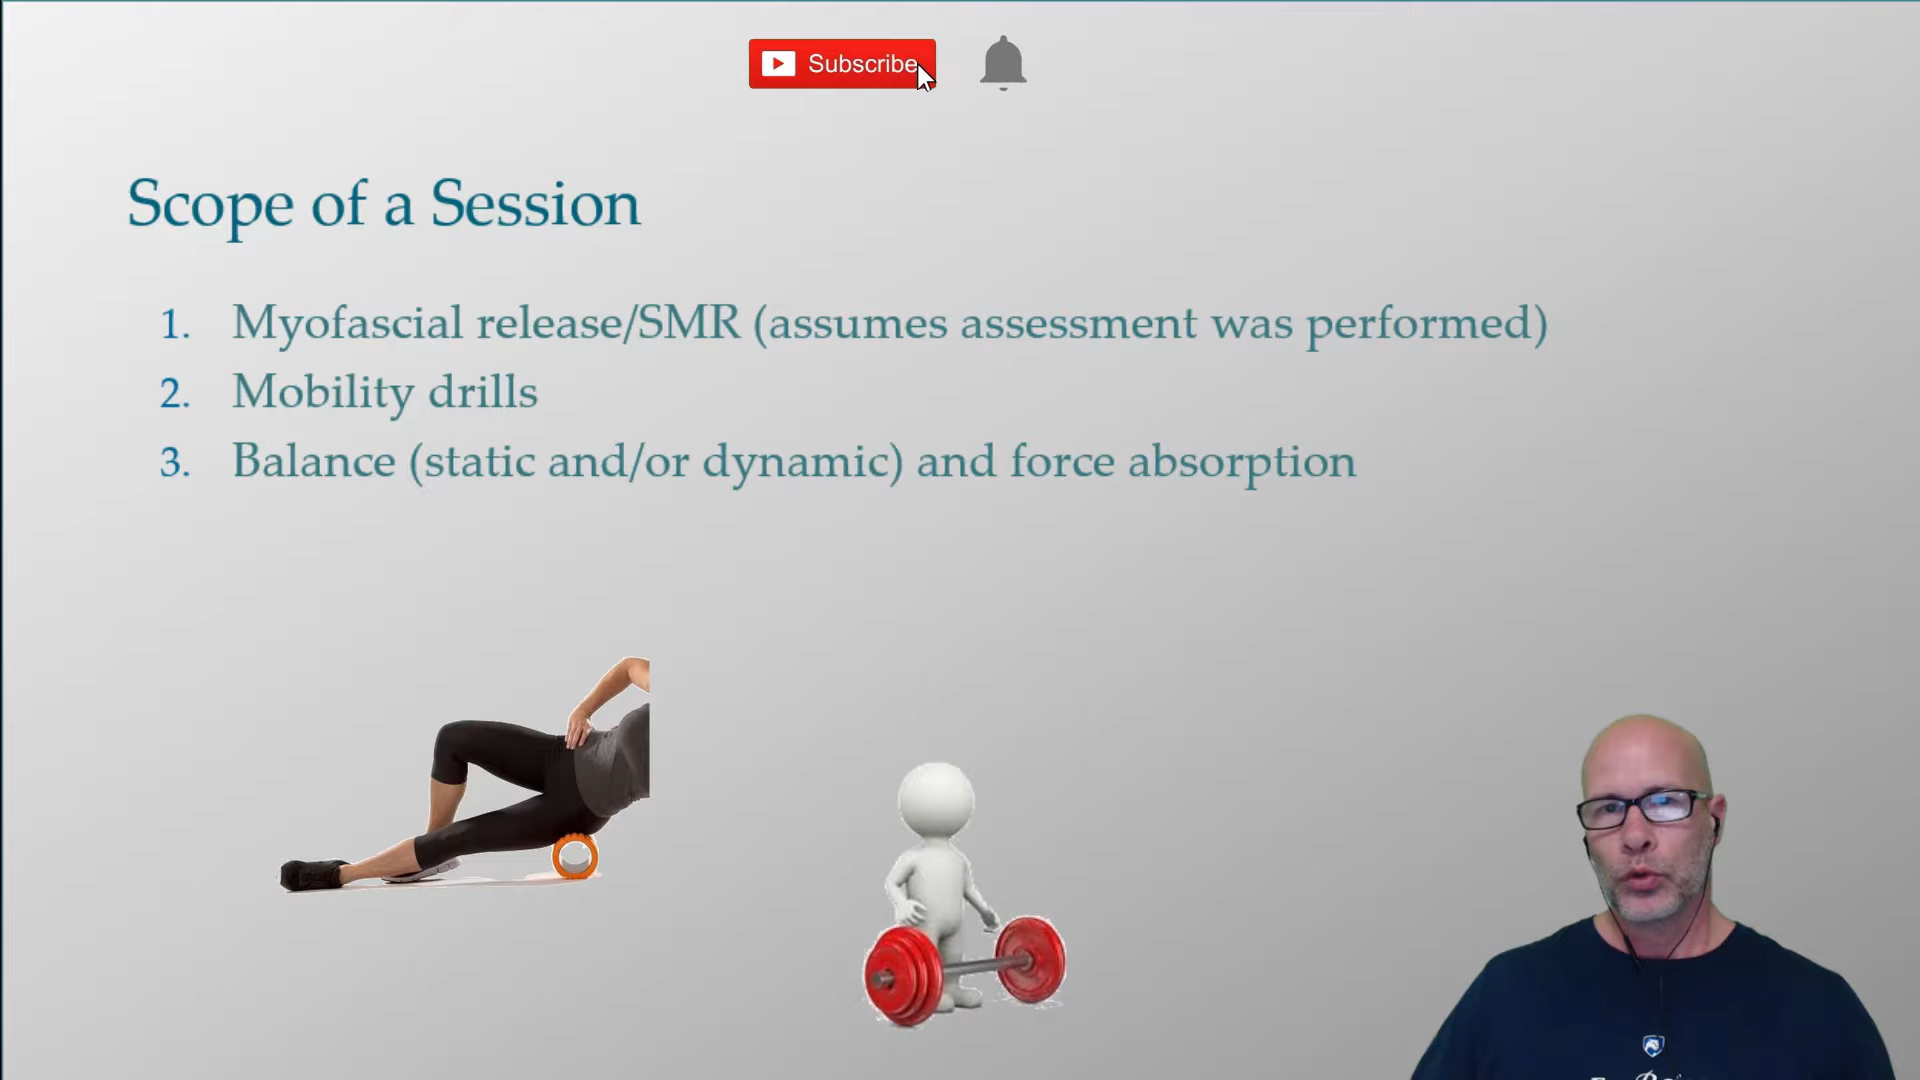 Subscribe
Scope of a Session
1. Myofascial release/SMR (assumes assessment was performed)
2. Mobility drills
3. Balance (static and/or dynamic) and force absorption